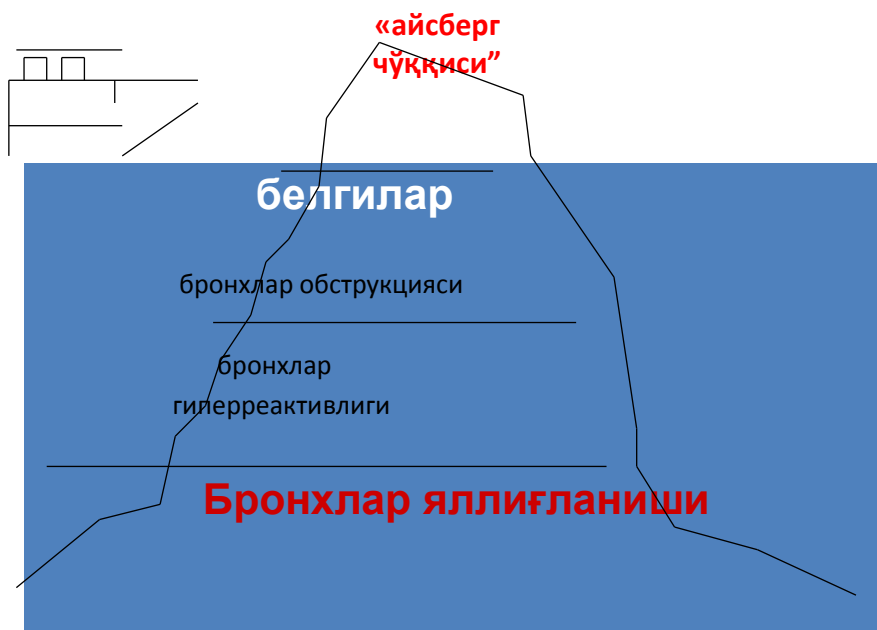 «айсберг
чўққиси”
белгилар
бронхлар обструкцияси
бронхлар
гиперреактивлиги
Бронхлар яллиғланиши